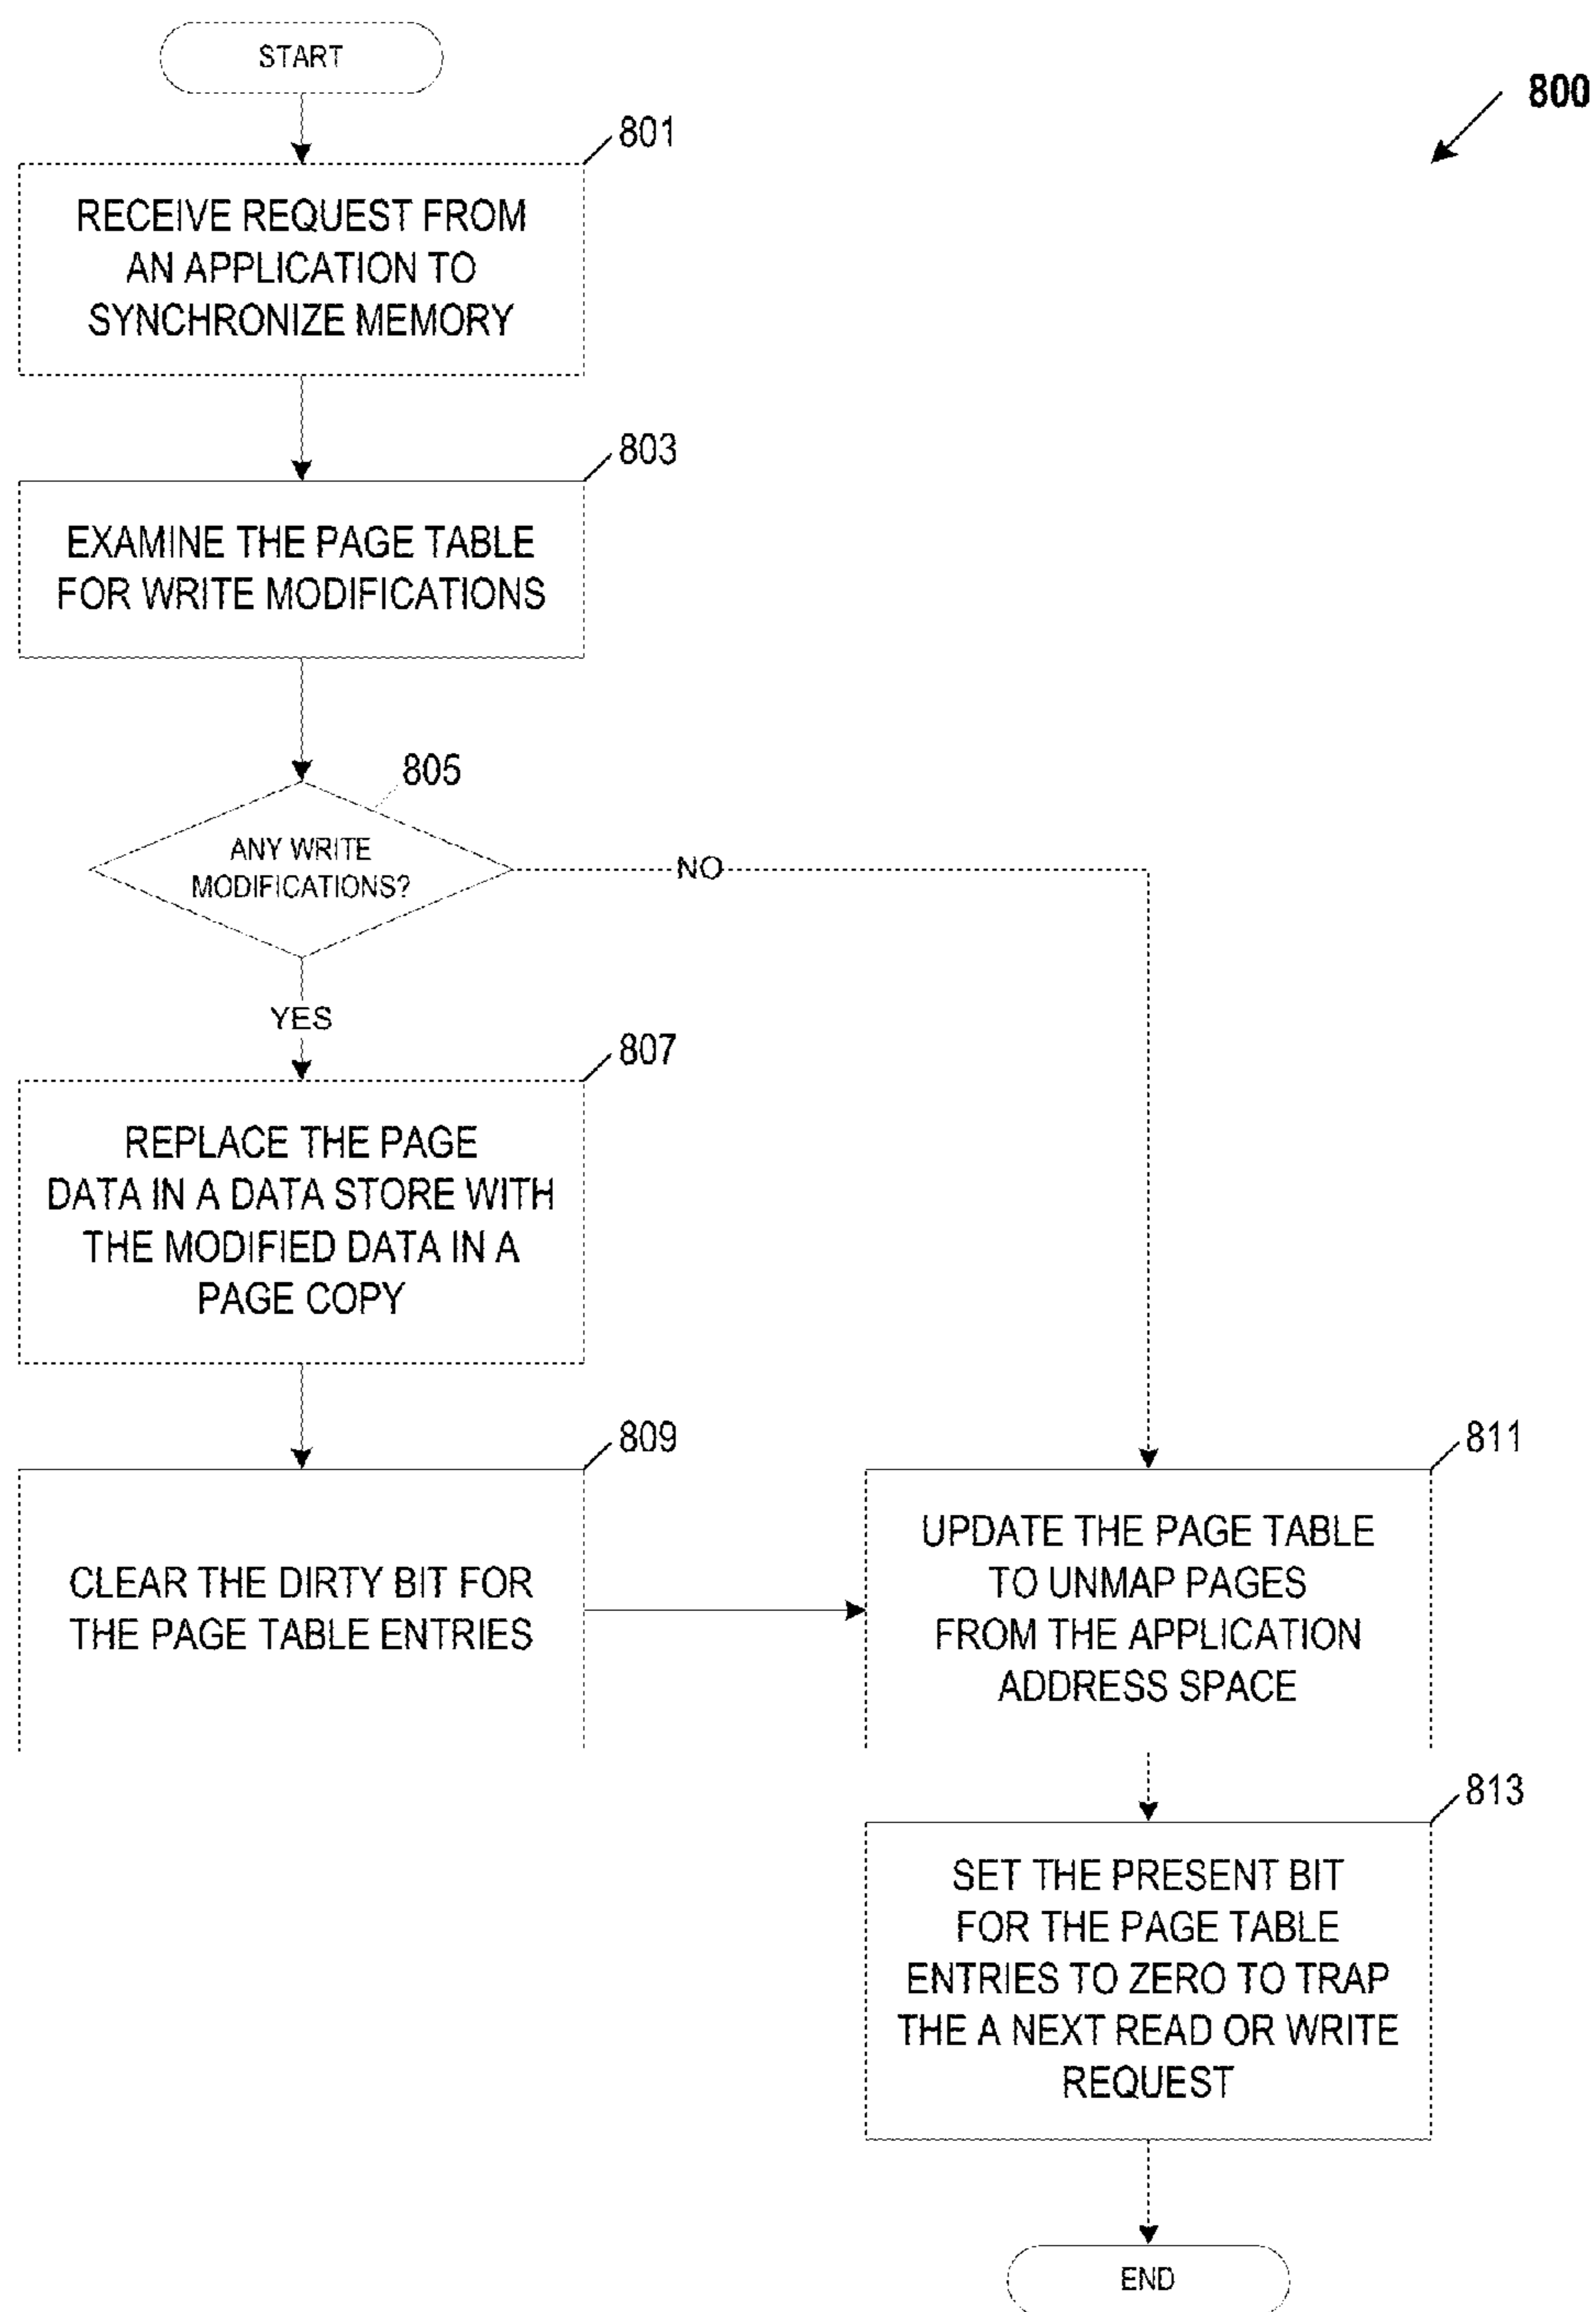 START
800
801
RECEIVE REQUEST FROM
AN APPLICATION TO
SYNCHRONIZE MEMORY
803
EXAMINE THE PAGE TABLE
FOR WRITE MODIFICATIONS
805
ANY WRITE
MODIFICATIONS?
NO
YES
807
REPLACE THE PAGE
DATA IN A DATA STORE WITH
THE MODIFIED DATA IN A
PAGE COPY
809
CLEAR THE DIRTY BIT FOR
THE PAGE TABLE ENTRIES
811
UPDATE THE PAGE TABLE
TO UNMAP PAGES
FROM THE APPLICATION
ADDRESS SPACE
813
SET THE PRESENT BIT
FOR THE PAGE TABLE
ENTRIES TO ZERO TO TRAP
THE A NEXT READ OR WRITE
REQUEST
END